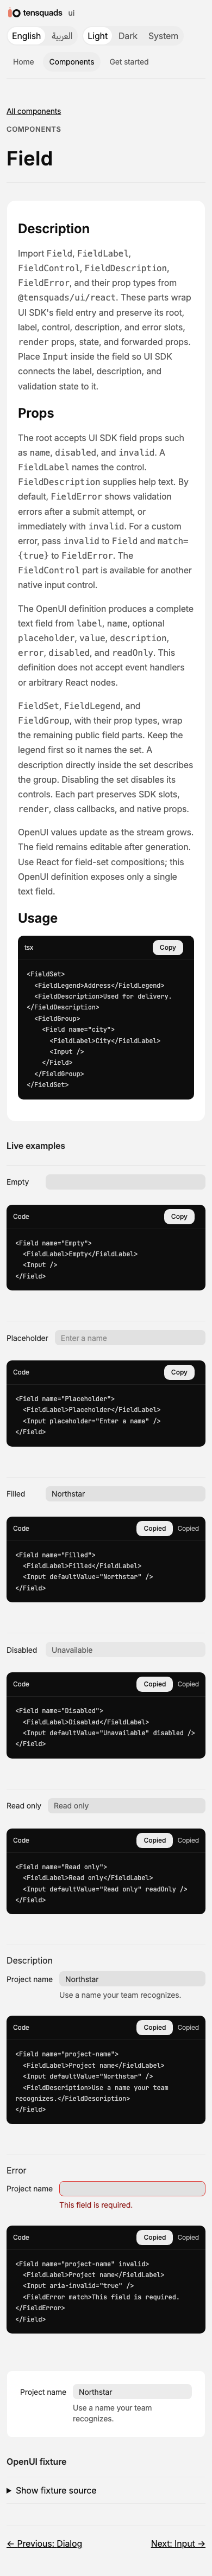 tensquads ui
English العربية Light Dark System
Home Components Get started
All components
COMPONENTS
Field
Description
Import Field, FieldLabel,
FieldControl, FieldDescription,
FieldError, and their prop types from
@tensquads/ui/react. These parts wrap
UI SDK's field entry and preserve its root,
label, control, description, and error slots,
render props, state, and forwarded props.
Place Input inside the field so UI SDK
connects the label, description, and
validation state to it.
Props
The root accepts UI SDK field props such
as name, disabled, and invalid. A
FieldLabel names the control.
FieldDescription supplies help text. By
default, FieldError shows validation
errors after a submit attempt, or
immediately with invalid. For a custom
error, pass invalid to Field and match=
{true} to FieldError. The
FieldControl part is available for another
native input control.
The OpenUI definition produces a complete
text field from label, name, optional
placeholder, value, description,
error, disabled, and readOnly. This
definition does not accept event handlers
or arbitrary React nodes.
FieldSet, FieldLegend, and
FieldGroup, with their prop types, wrap
the remaining public field parts. Keep the
legend first so it names the set. A
description directly inside the set describes
the group. Disabling the set disables its
controls. Each part preserves SDK slots,
render, class callbacks, and native props.
OpenUI values update as the stream grows.
The field remains editable after generation.
Use React for field-set compositions; this
OpenUI definition exposes only a single
text field.
Usage
tsx Copy
<FieldSet>
<FieldLegend>Address</FieldLegend>
<FieldDescription>Used for delivery.
</FieldDescription>
<FieldGroup>
<Field name="city">
<FieldLabel>City</FieldLabel>
<Input />
</Field>
</FieldGroup>
</FieldSet>
Live examples
Empty
Code Copy
<Field name="Empty">
<FieldLabel>Empty</FieldLabel>
<Input />
</Field>
Placeholder Enter a name
Code Copy
<Field name="Placeholder">
<FieldLabel>Placeholder</FieldLabel>
<Input placeholder="Enter a name" />
</Field>
Filled Northstar
Code Copied Copied
<Field name="Filled">
<FieldLabel>Filled</FieldLabel>
<Input defaultValue="Northstar" />
</Field>
Disabled Unavailable
Code Copied Copied
<Field name="Disabled">
<FieldLabel>Disabled</FieldLabel>
<Input defaultValue="Unavailable" disabled />
</Field>
Read only Read only
Code Copied Copied
<Field name="Read only">
<FieldLabel>Read only</FieldLabel>
<Input defaultValue="Read only" readOnly />
</Field>
Description
Project name Northstar
Use a name your team recognizes.
Code Copied Copied
<Field name="project-name">
<FieldLabel>Project name</FieldLabel>
<Input defaultValue="Northstar" />
<FieldDescription>Use a name your team
recognizes.</FieldDescription>
</Field>
Error
Project name
This field is required.
Code Copied Copied
<Field name="project-name" invalid>
<FieldLabel>Project name</FieldLabel>
<Input aria-invalid="true" />
<FieldError match>This field is required.
</FieldError>
</Field>
Project name Northstar
Use a name your team
recognizes.
OpenUI fixture
Show fixture source
← Previous: Dialog Next: Input →